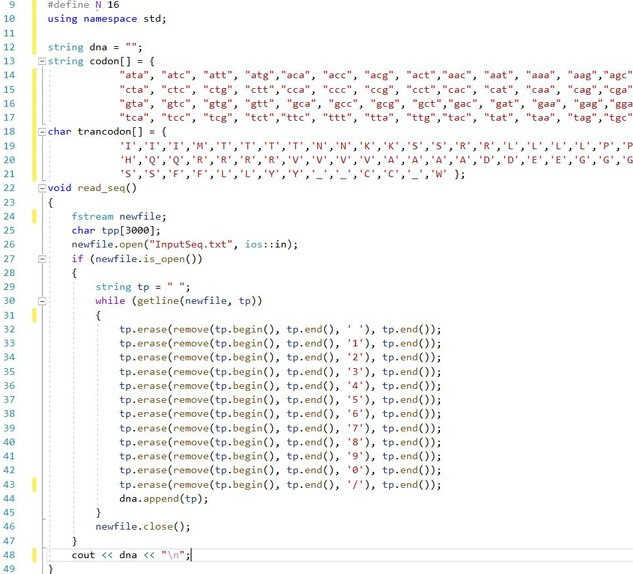 9 #define N 16
10 using namespace std;
11
12 string dna = "";
13 string codon[] = {
14 "ata", "atc", "att", "atg","aca", "acc", "acg", "act","aac", "aat", "aaa", "aag","agc"
15 "cta", "ctc", "ctg", "ctt","cca", "ccc", "ccg", "cct","cac", "cat", "caa", "cag","cga"
16 "gta", "gtc", "gtg", "gtt", "gca", "gcc", "gcg", "gct","gac", "gat", "gaa", "gag","gga
17 "tca", "tcc", "tcg", "tct","ttc", "ttt", "tta", "ttg","tac", "tat", "taa", "tag","tgc"
18 char trancodon[] = {
19 'I','I','I','M','T','T','T','T','N','N','K','K','S','S','R','R','L','L','L','L','P','P
20 'H','Q','Q','R','R','R','R','V','V','V','V','A','A','A','A','D','D','E','E','G','G','G
21 'S','S','F','F','L','L','Y','Y','_','_','C','C','_','W' };
22 void read_seq()
23 {
24 fstream newfile;
25 char tpp[3000];
26 newfile.open("InputSeq.txt", ios::in);
27 if (newfile.is_open())
28 {
29 string tp = " ";
30 while (getline(newfile, tp))
31 {
32 tp.erase(remove(tp.begin(), tp.end(), ' '), tp.end());
33 tp.erase(remove(tp.begin(), tp.end(), '1'), tp.end());
34 tp.erase(remove(tp.begin(), tp.end(), '2'), tp.end());
35 tp.erase(remove(tp.begin(), tp.end(), '3'), tp.end());
36 tp.erase(remove(tp.begin(), tp.end(), '4'), tp.end());
37 tp.erase(remove(tp.begin(), tp.end(), '5'), tp.end());
38 tp.erase(remove(tp.begin(), tp.end(), '6'), tp.end());
39 tp.erase(remove(tp.begin(), tp.end(), '7'), tp.end());
40 tp.erase(remove(tp.begin(), tp.end(), '8'), tp.end());
41 tp.erase(remove(tp.begin(), tp.end(), '9'), tp.end());
42 tp.erase(remove(tp.begin(), tp.end(), '0'), tp.end());
43 tp.erase(remove(tp.begin(), tp.end(), '/'), tp.end());
44 dna.append(tp);
45 }
46 newfile.close();
47 }
48 cout << dna << "\n";
49 }